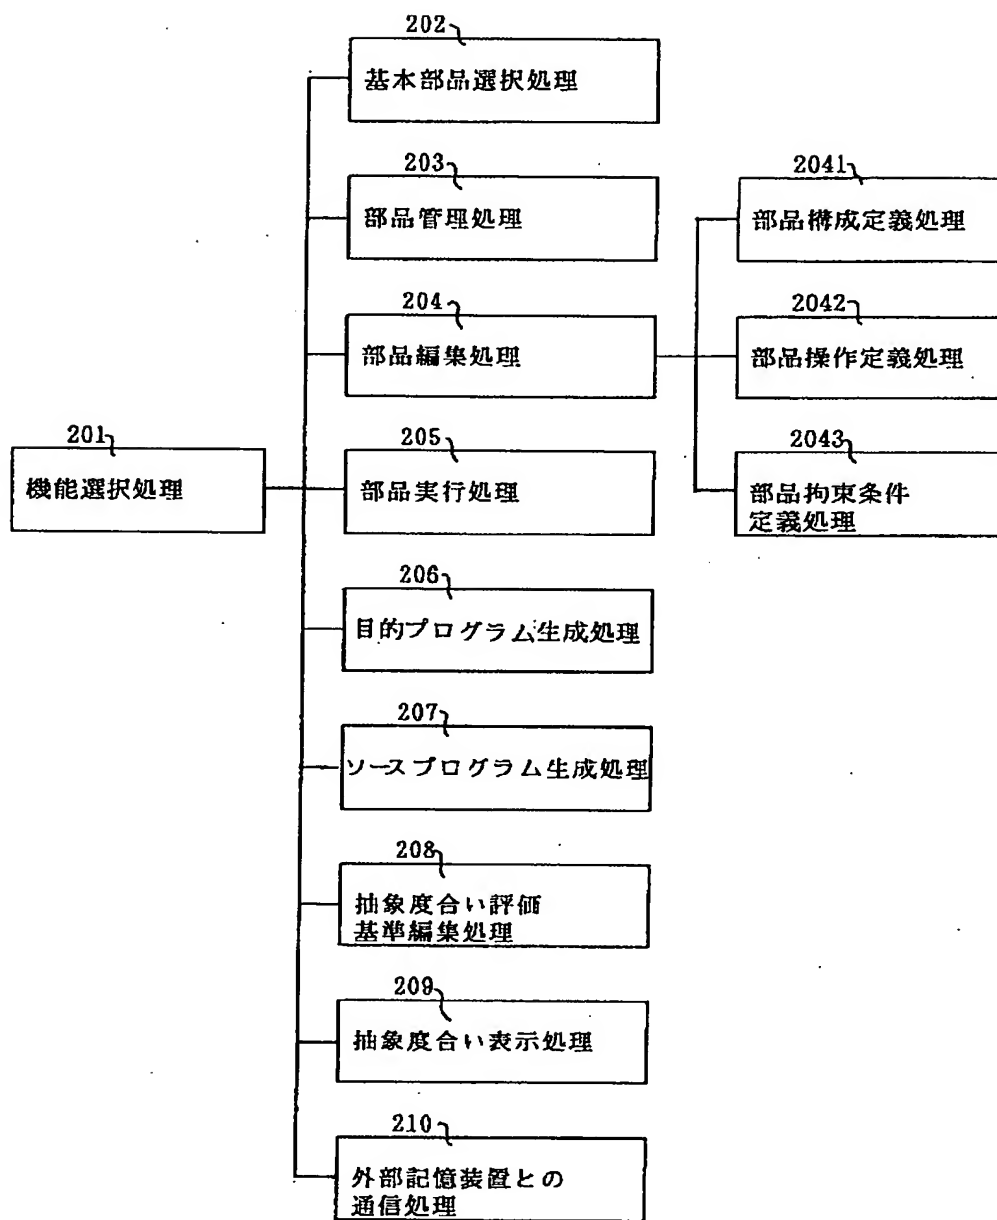 202
基本部品選択処理
203
部品管理処理
2041
部品構成定義処理
204
部品編集処理
2042
部品操作定義処理
201
機能選択処理
205
部品実行処理
2043
部品拘束条件
定義処理
206
目的プログラム生成処理
207
ソースプログラム生成処理
208
抽象度合い評価
基準編集処理
209
抽象度合い表示処理
210
外部記憶装置との
通信処理